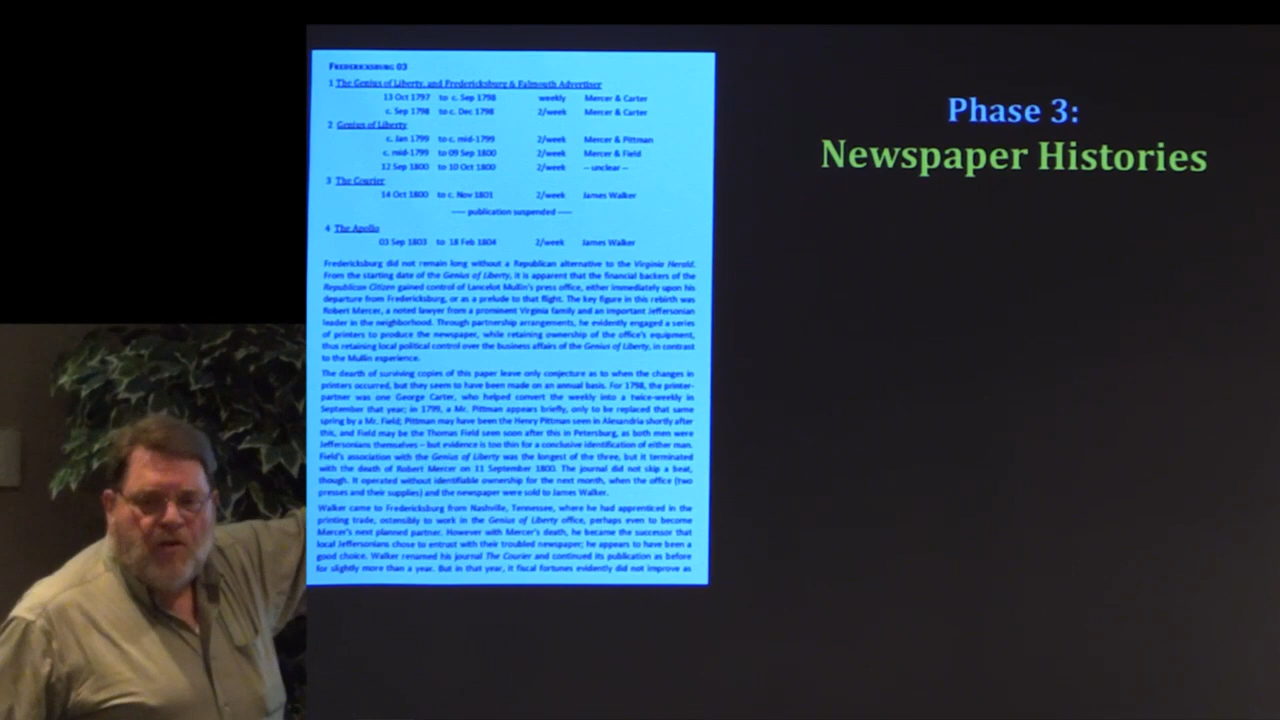 FREDERICKSBURG 03
1 The Genius of Liberty, and Fredericksburg & Falmouth Advertiser
13 Oct 1797 to c. Sep 1798 weekly Mercer & Carter
c. Sep 1798 to c. Dec 1798 2/week Mercer & Carter
2 Genius of Liberty
c. Jan 1799 to c. mid-1799 2/week Mercer & Pittman
c. mid-1799 to 09 Sep 1800 2/week Mercer & Field
12 Sep 1800 to 10 Oct 1800 2/week -- unclear --
3 The Courier
14 Oct 1800 to c. Nov 1801 2/week James Walker
---- publication suspended ----
4 The Apollo
03 Sep 1803 to 18 Feb 1804 2/week James Walker
Fredericksburg did not remain long without a Republican alternative to the Virginia Herald.
From the starting date of the Genius of Liberty, it is apparent that the financial backers of the
Republican Citizen gained control of Lancelot Mullin's press office, either immediately upon his
departure from Fredericksburg, or as a prelude to that flight. The key figure in this rebirth was
Robert Mercer, a noted lawyer from a prominent Virginia family and an important Jeffersonian
leader in the neighborhood. Through partnership arrangements, he evidently engaged a series
of printers to produce the newspaper, while retaining ownership of the office's equipment,
thus retaining local political control over the business affairs of the Genius of Liberty, in contrast
to the Mullin experience.
The dearth of surviving copies of this paper leave only conjecture as to when the changes in
printers occurred, but they seem to have been made on an annual basis. For 1798, the printer-
partner was one George Carter, who helped convert the weekly into a twice-weekly in
September that year; in 1799, a Mr. Pittman appears briefly, only to be replaced that same
spring by a Mr. Field; Pittman may have been the Henry Pittman seen in Alexandria shortly after
this, and Field may be the Thomas Field seen soon after this in Petersburg, as both men were
Jeffersonians themselves – but evidence is too thin for a conclusive identification of either man.
Field's association with the Genius of Liberty was the longest of the three, but it terminated
with the death of Robert Mercer on 11 September 1800. The journal did not skip a beat,
though. It operated without identifiable ownership for the next month, when the office (two
presses and their supplies) and the newspaper were sold to James Walker.
Walker came to Fredericksburg from Nashville, Tennessee, where he had apprenticed in the
printing trade, ostensibly to work in the Genius of Liberty office, perhaps even to become
Mercer's next planned partner. However with Mercer's death, he became the successor that
local Jeffersonians chose to entrust with their troubled newspaper; he appears to have been a
good choice. Walker renamed his journal The Courier and continued its publication as before
for slightly more than a year. But in that year, it fiscal fortunes evidently did not improve as
Phase 3:
Newspaper Histories